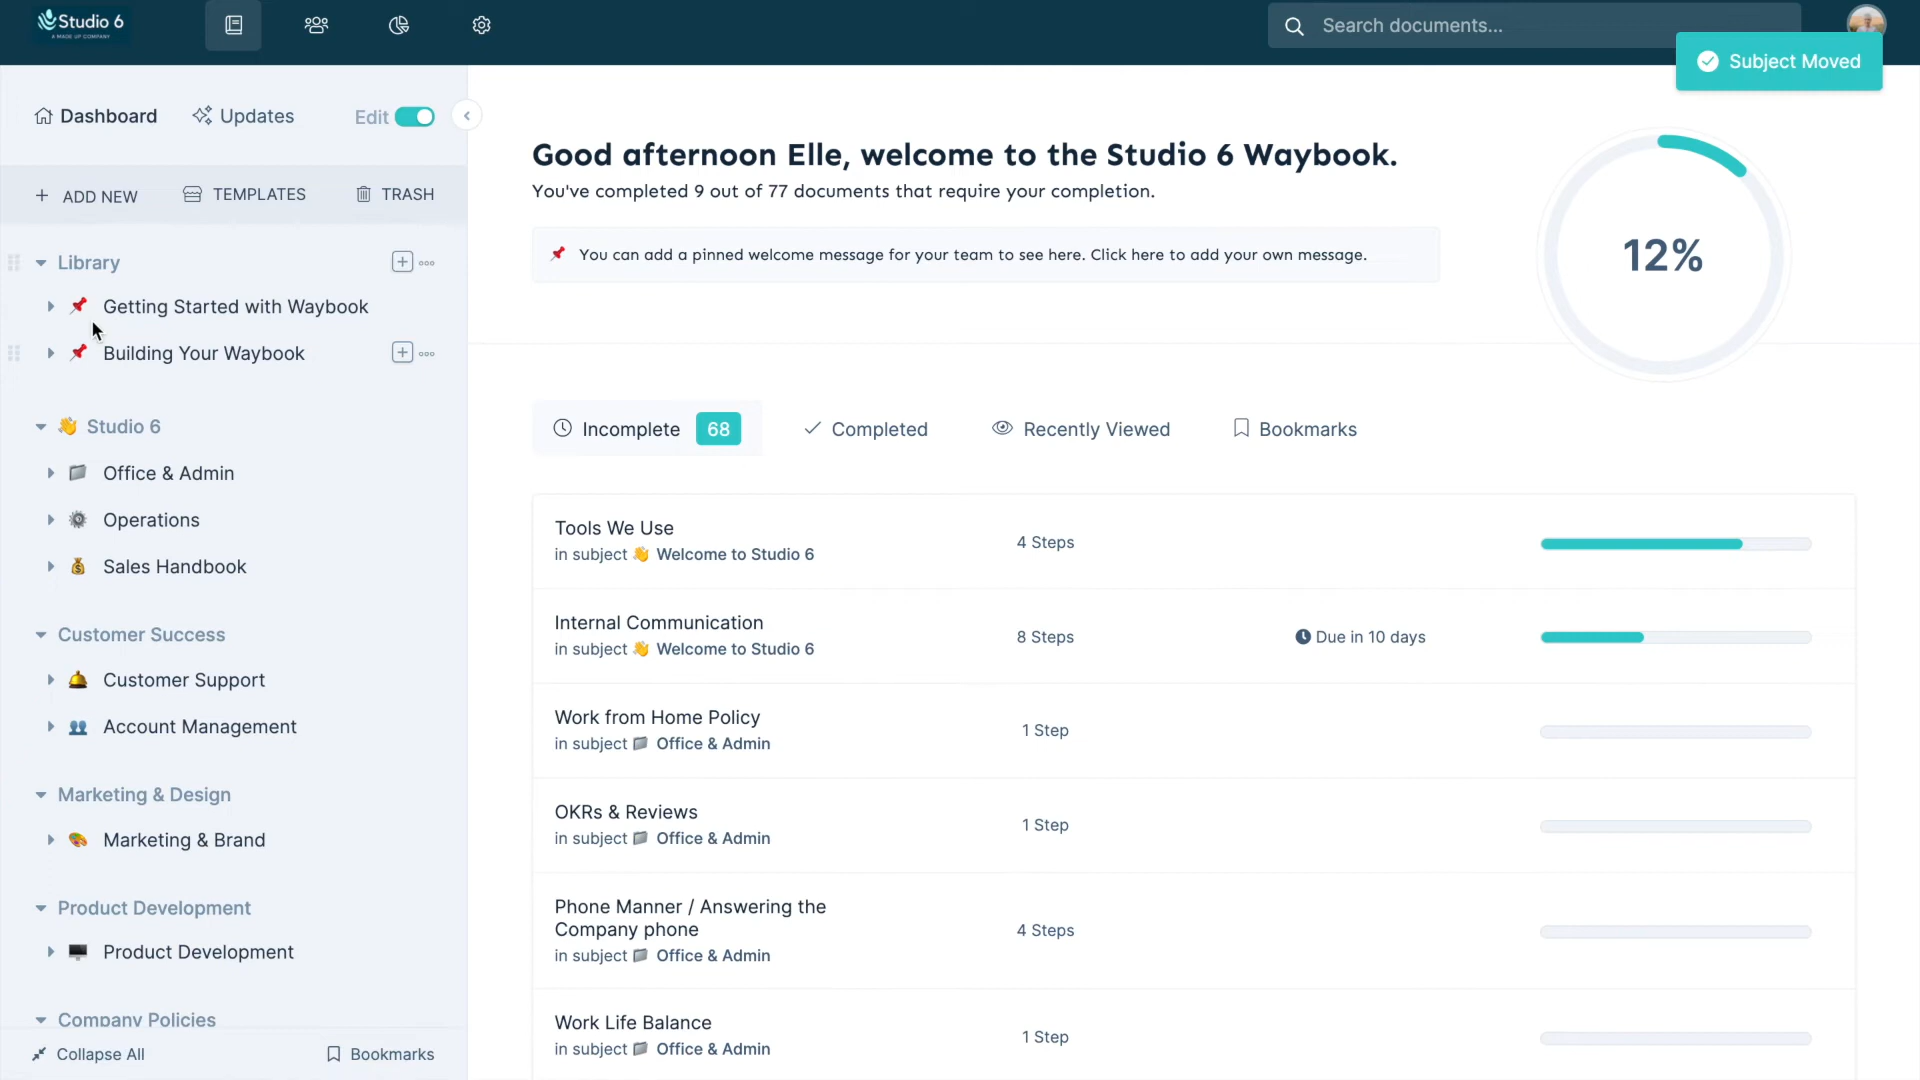 Studio 6
A MADE UP COMPANY
Search documents...
Subject Moved
Dashboard
Updates
Edit
ADD NEW
TEMPLATES
TRASH
Library
Getting Started with Waybook
Building Your Waybook
Studio 6
Office & Admin
Operations
Sales Handbook
Customer Success
Customer Support
Account Management
Marketing & Design
Marketing & Brand
Product Development
Product Development
Company Policies
Collapse All
Bookmarks
Good afternoon Elle, welcome to the Studio 6 Waybook.
You've completed 9 out of 77 documents that require your completion.
You can add a pinned welcome message for your team to see here. Click here to add your own message.
12%
Incomplete 68
Completed
Recently Viewed
Bookmarks
Tools We Use
in subject 👋 Welcome to Studio 6
4 Steps
Internal Communication
in subject 👋 Welcome to Studio 6
8 Steps
Due in 10 days
Work from Home Policy
in subject Office & Admin
1 Step
OKRs & Reviews
in subject Office & Admin
1 Step
Phone Manner / Answering the
Company phone
in subject Office & Admin
4 Steps
Work Life Balance
in subject Office & Admin
1 Step